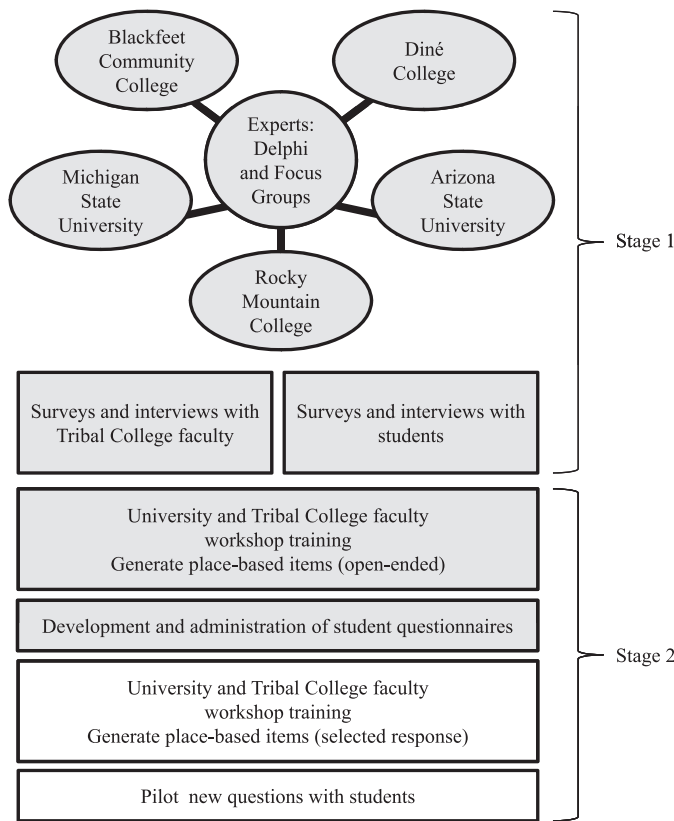 Blackfeet
Community
College
Diné
College
Experts:
Delphi
and Focus
Groups
Michigan
State
University
Arizona
State
University
Rocky
Mountain
College
Stage 1
Surveys and interviews with
Tribal College faculty
Surveys and interviews with
students
University and Tribal College faculty
workshop training
Generate place-based items (open-ended)
Development and administration of student questionnaires
Stage 2
University and Tribal College faculty
workshop training
Generate place-based items (selected response)
Pilot new questions with students